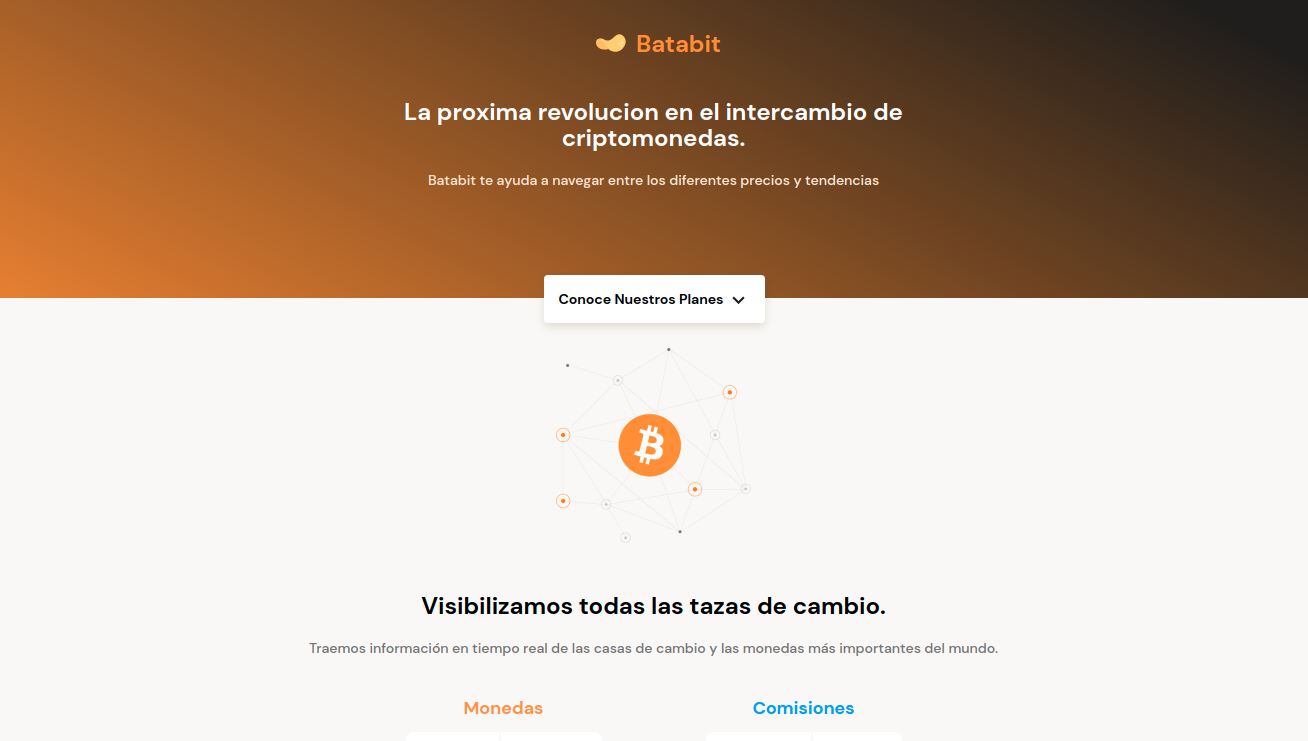 Batabit
La proxima revolucion en el intercambio de
criptomonedas.
Batabit te ayuda a navegar entre los diferentes precios y tendencias
Conoce Nuestros Planes
Visibilizamos todas las tazas de cambio.
Traemos información en tiempo real de las casas de cambio y las monedas más importantes del mundo.
Monedas
Comisiones